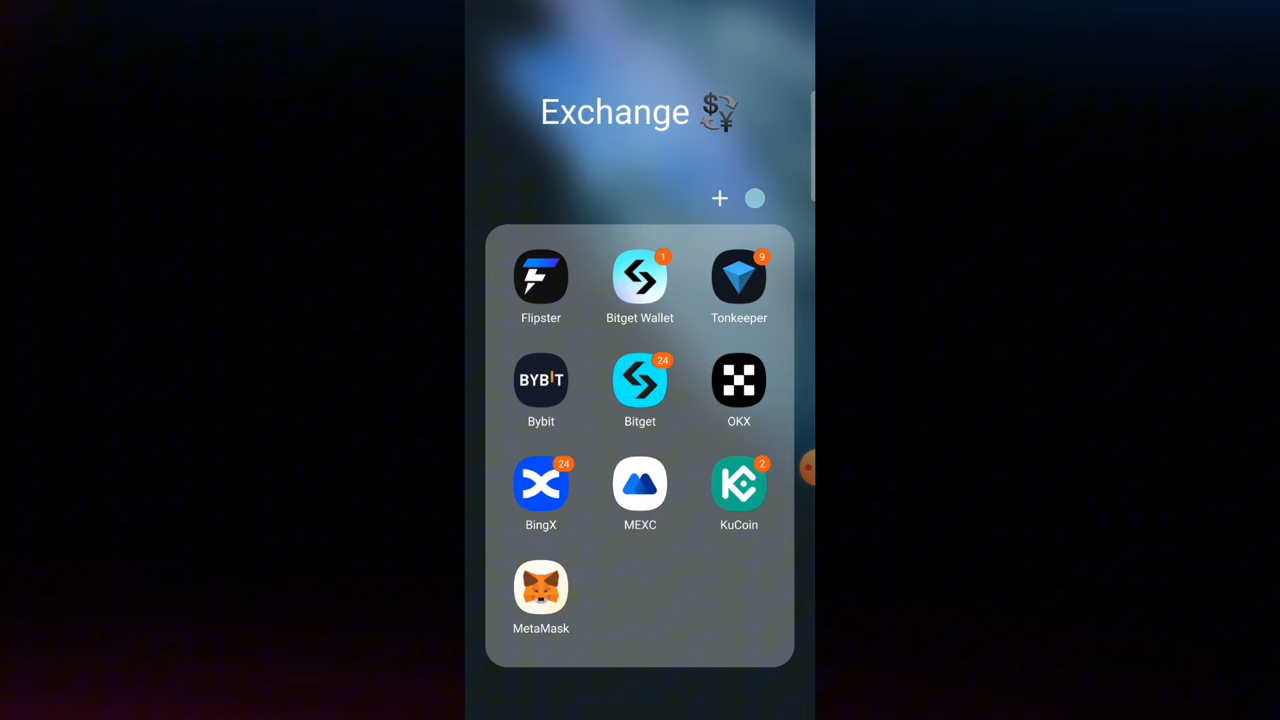 Exchange 💱
1
9
Flipster
Bitget Wallet
Tonkeeper
BYBIT
24
Bybit
Bitget
OKX
24
2
BingX
MEXC
KuCoin
MetaMask